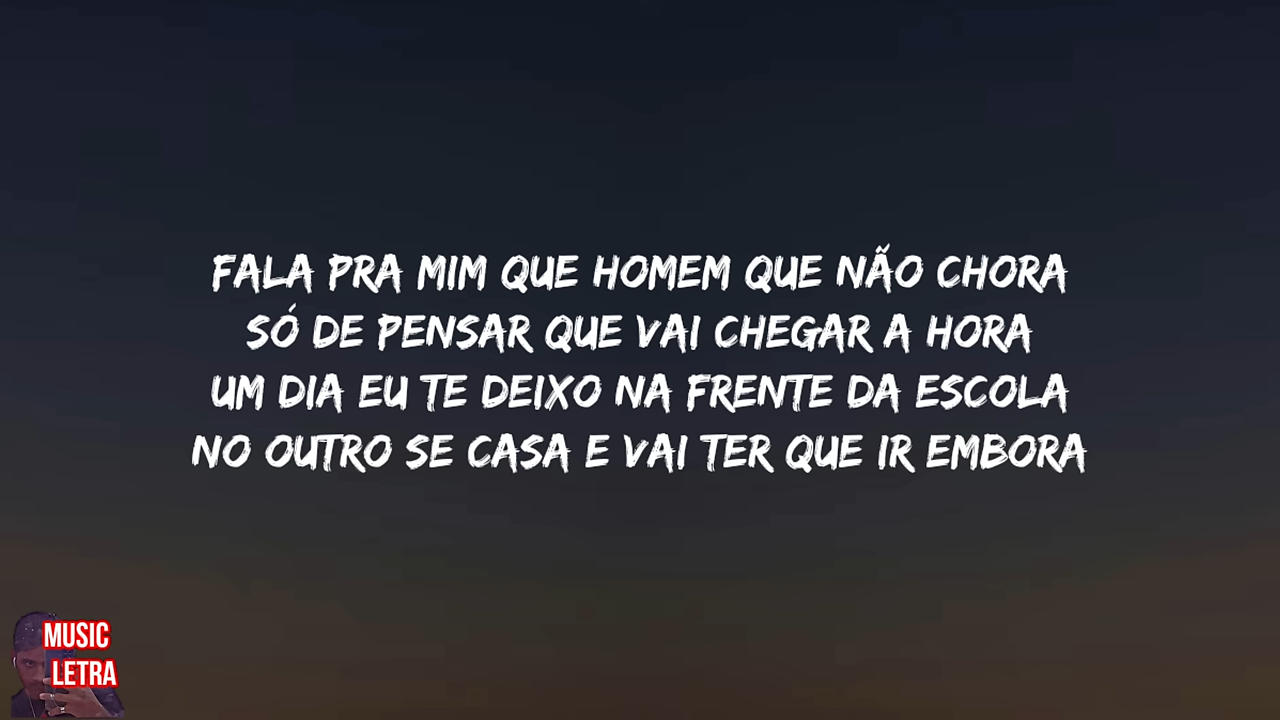 FALA PRA MIM QUE HOMEM QUE NÃO CHORA
SÓ DE PENSAR QUE VAI CHEGAR A HORA
UM DIA EU TE DEIXO NA FRENTE DA ESCOLA
NO OUTRO SE CASA E VAI TER QUE IR EMBORA
MUSIC
LETRA